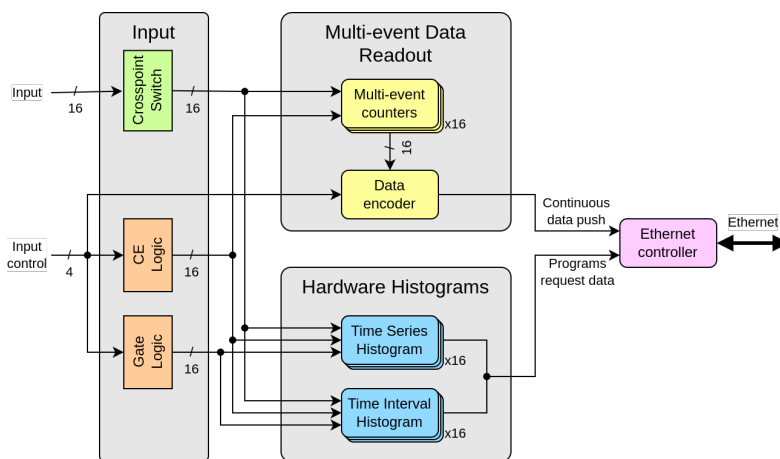 Input
Multi-event Data
Readout
Input
16
Crosspoint
Switch
16
Multi-event
counters
x16
16
Data
encoder
Continuous
data push
Ethernet
Ethernet
controller
Programs
request data
Input
control
4
CE
Logic
16
Gate
Logic
16
Hardware Histograms
Time Series
Histogram
x16
Time Interval
Histogram
x16